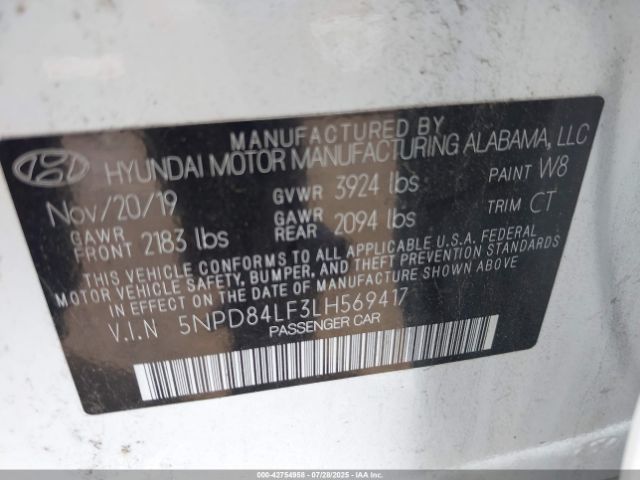 MANUFACTURED BY
HYUNDAI MOTOR MANUFACTURING ALABAMA, LLC
Nov/20/19 GVWR 3924 lbs PAINT W8
GAWR FRONT 2183 lbs GAWR REAR 2094 lbs TRIM CT
THIS VEHICLE CONFORMS TO ALL APPLICABLE U.S.A. FEDERAL
MOTOR VEHICLE SAFETY, BUMPER, AND THEFT PREVENTION STANDARDS
IN EFFECT ON THE DATE OF MANUFACTURE SHOWN ABOVE.
V.I.N 5NPD84LF3LH569417
PASSENGER CAR
000-42754958 | 07/28/2025 | IAAI.COM